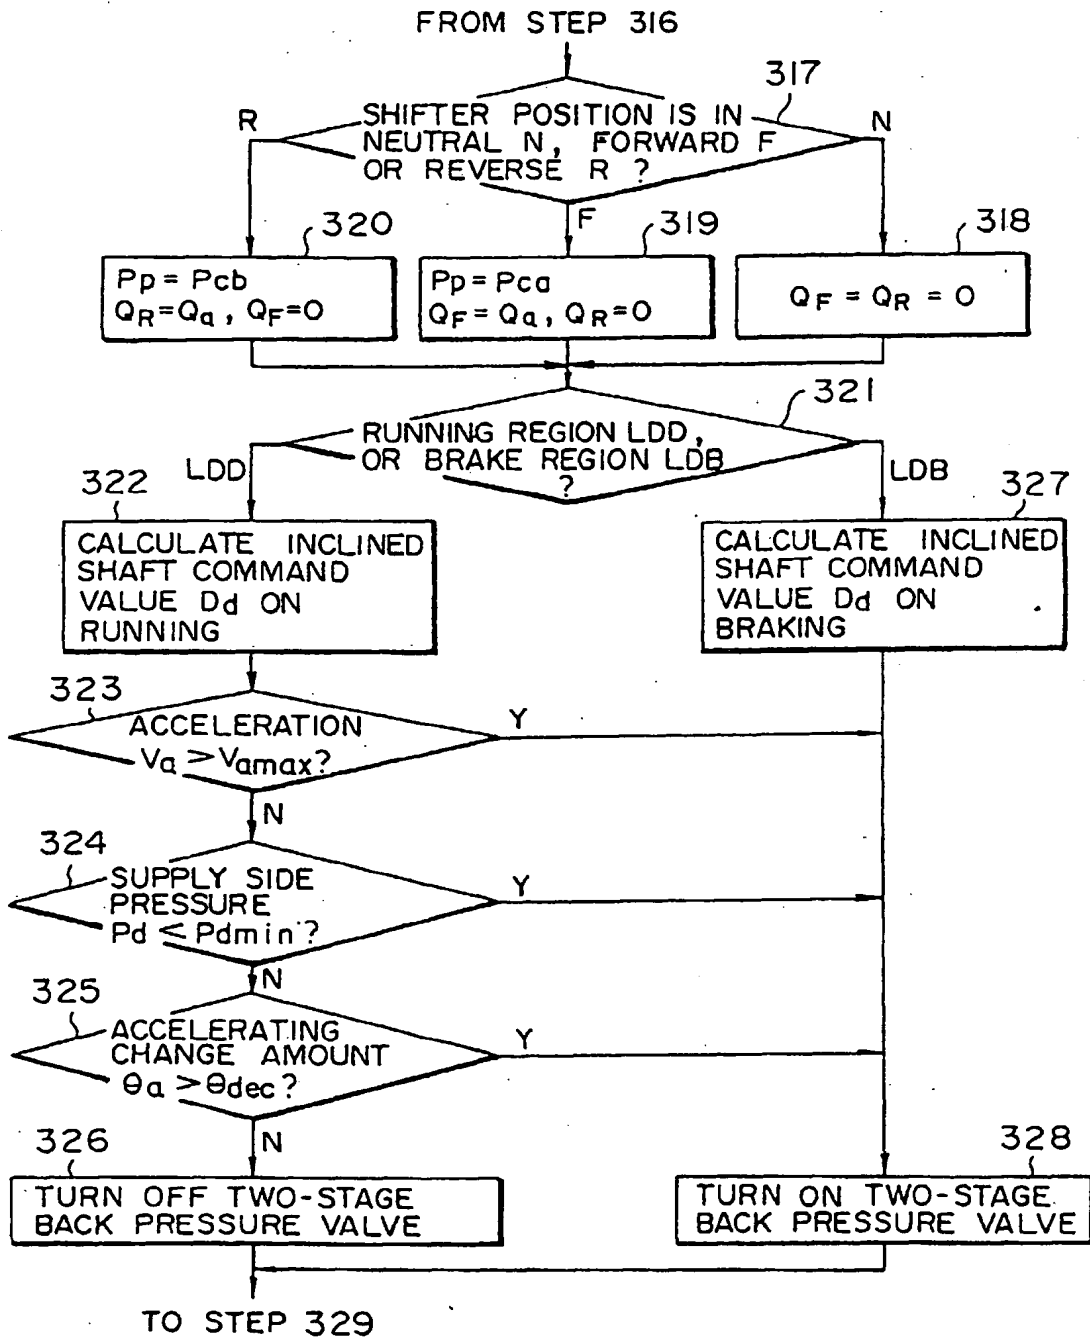 FROM STEP 316
317
SHIFTER POSITION IS IN
NEUTRAL N, FORWARD F
OR REVERSE R ?
R
N
F
320
319
318
Pp = Pcb
QR=Qa , QF=0
Pp = Pca
QF = Qa , QR=0
QF = QR = 0
321
RUNNING REGION LDD,
OR BRAKE REGION LDB
?
LDD
LDB
322
327
CALCULATE INCLINED
SHAFT COMMAND
VALUE Dd ON
RUNNING
CALCULATE INCLINED
SHAFT COMMAND
VALUE Dd ON
BRAKING
323
ACCELERATION
Va > Vamax?
Y
N
324
SUPPLY SIDE
PRESSURE
Pd < Pdmin ?
Y
N
325
ACCELERATING
CHANGE AMOUNT
θa > θdec ?
Y
N
326
328
TURN OFF TWO-STAGE
BACK PRESSURE VALVE
TURN ON TWO-STAGE
BACK PRESSURE VALVE
TO STEP 329